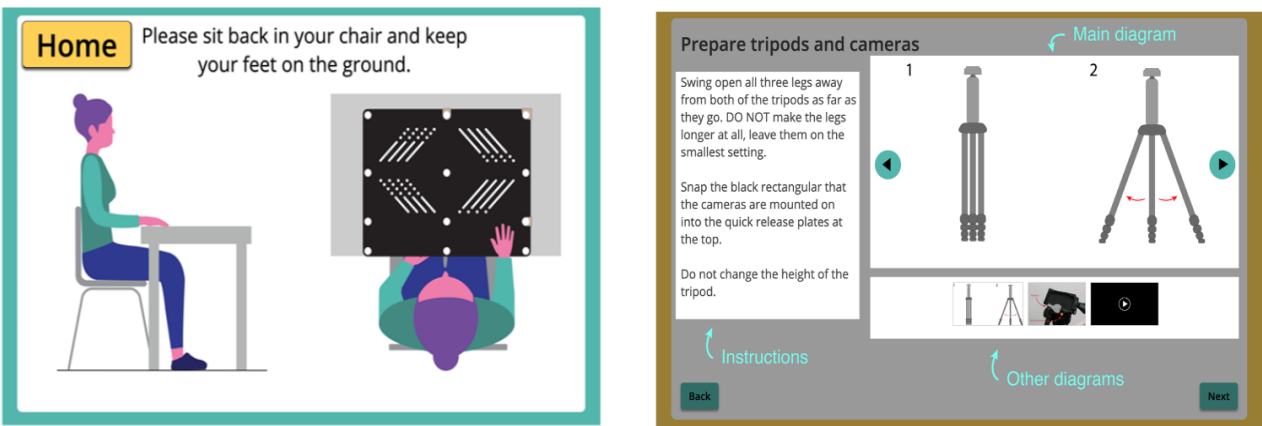 Home
Please sit back in your chair and keep
your feet on the ground.
Prepare tripods and cameras
Main diagram
Swing open all three legs away
from both of the tripods as far as
they go. DO NOT make the legs
longer at all, leave them on the
smallest setting.
Snap the black rectangular that
the cameras are mounted on
into the quick release plates at
the top.
Do not change the height of the
tripod.
1
2
Instructions
Other diagrams
Back
Next